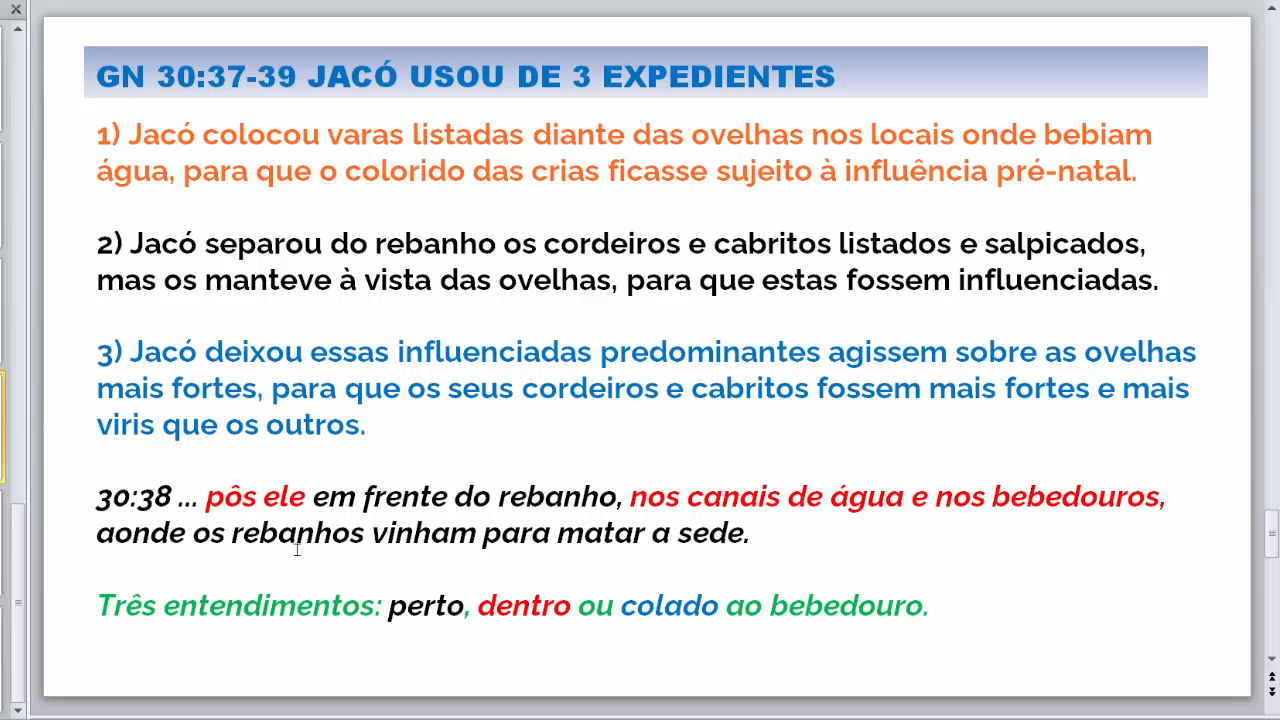 GN 30:37-39 JACÓ USOU DE 3 EXPEDIENTES
1) Jacó colocou varas listadas diante das ovelhas nos locais onde bebiam
água, para que o colorido das crias ficasse sujeito à influência pré-natal.
2) Jacó separou do rebanho os cordeiros e cabritos listados e salpicados,
mas os manteve à vista das ovelhas, para que estas fossem influenciadas.
3) Jacó deixou essas influenciadas predominantes agissem sobre as ovelhas
mais fortes, para que os seus cordeiros e cabritos fossem mais fortes e mais
viris que os outros.
30:38 ... pôs ele em frente do rebanho, nos canais de água e nos bebedouros,
aonde os rebanhos vinham para matar a sede.
Três entendimentos: perto, dentro ou colado ao bebedouro.